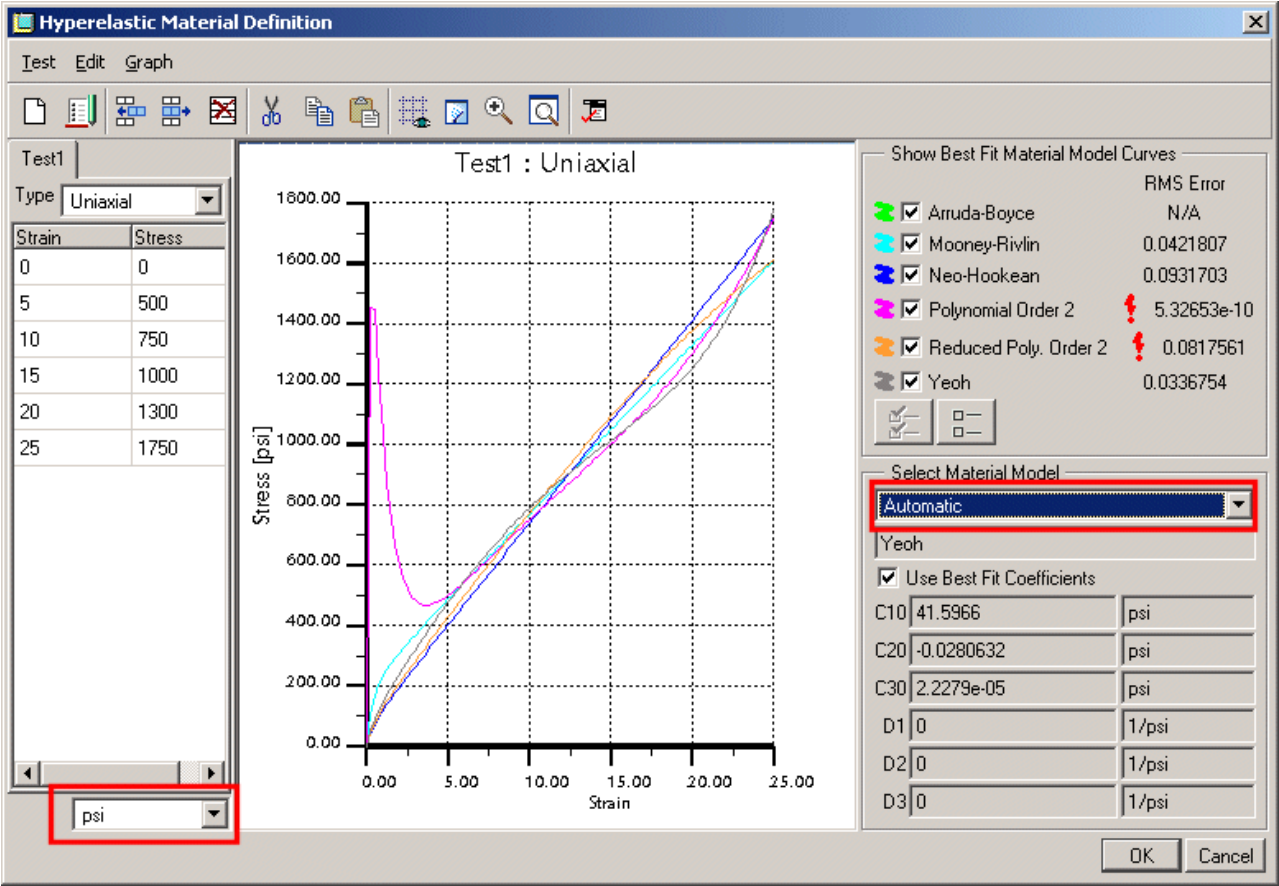 Hyperelastic Material Definition
Test Edit Graph
Test1
Type Uniaxial
Strain Stress
0 0
5 500
10 750
15 1000
20 1300
25 1750
psi
Test1 : Uniaxial
1800.00
1600.00
1400.00
1200.00
1000.00
800.00
600.00
400.00
200.00
0.00
Stress [psi]
0.00 5.00 10.00 15.00 20.00 25.00
Strain
Show Best Fit Material Model Curves
RMS Error
Arruda-Boyce N/A
Mooney-Rivlin 0.0421807
Neo-Hookean 0.0931703
Polynomial Order 2 5.32653e-10
Reduced Poly. Order 2 0.0817561
Yeoh 0.0336754
Select Material Model
Automatic
Yeoh
Use Best Fit Coefficients
C10 41.5966 psi
C20 -0.0280632 psi
C30 2.2279e-05 psi
D1 0 1/psi
D2 0 1/psi
D3 0 1/psi
OK Cancel